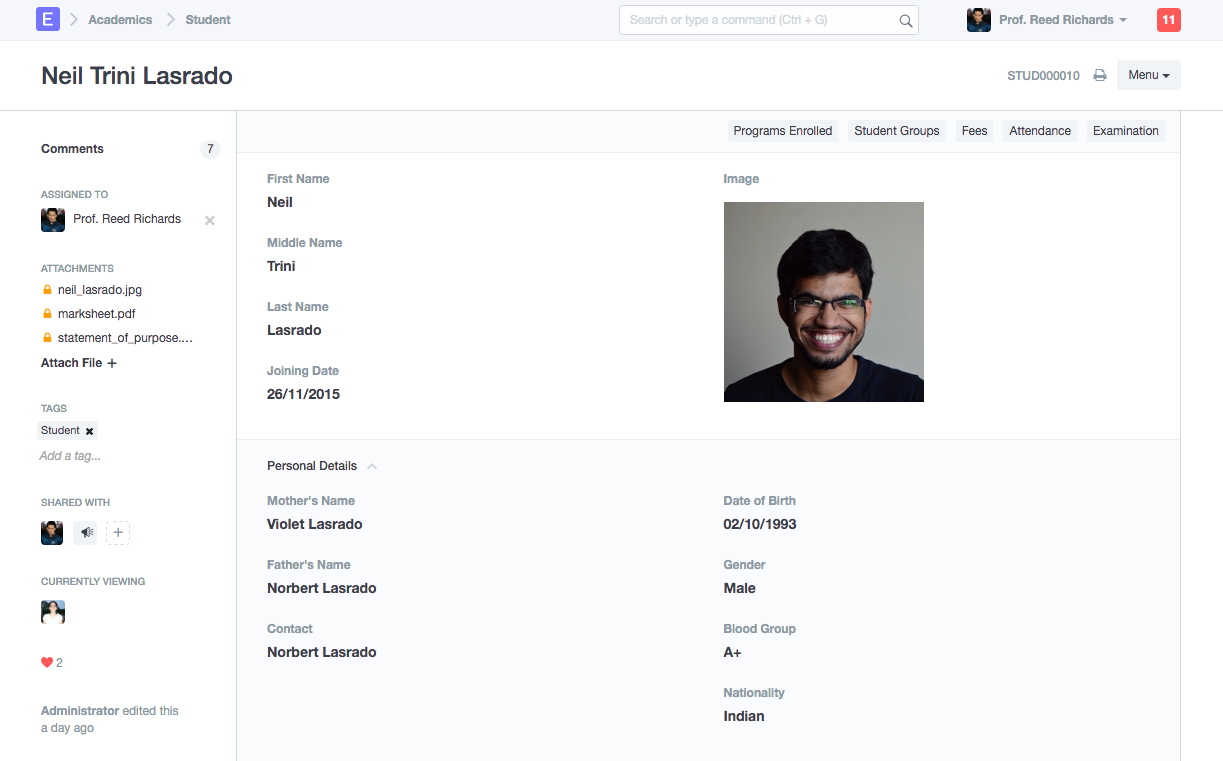 E Academics Student Search or type a command (Ctrl + G) Prof. Reed Richards 11
Neil Trini Lasrado STUD000010 Menu
Comments 7
ASSIGNED TO
Prof. Reed Richards
ATTACHMENTS
neil_lasrado.jpg
marksheet.pdf
statement_of_purpose....
Attach File +
TAGS
Student
Add a tag...
SHARED WITH
CURRENTLY VIEWING
2
Administrator edited this
a day ago
Programs Enrolled Student Groups Fees Attendance Examination
First Name
Neil
Middle Name
Trini
Last Name
Lasrado
Joining Date
26/11/2015
Image
Personal Details
Mother's Name
Violet Lasrado
Father's Name
Norbert Lasrado
Contact
Norbert Lasrado
Date of Birth
02/10/1993
Gender
Male
Blood Group
A+
Nationality
Indian